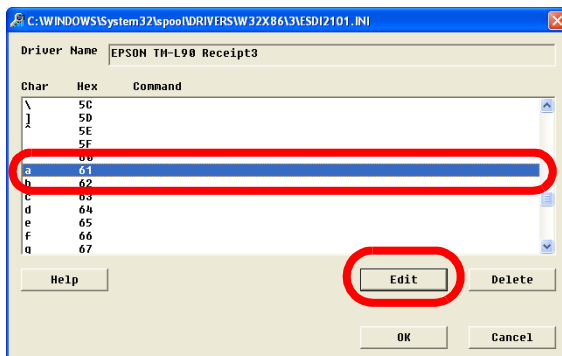 C:\WINDOWS\System32\spool\DRIVERS\W32X86\3\ESDI2101.INI
Driver Name EPSON TM-L90 Receipt3
Char Hex Command
\ 5C
] 5D
^ 5E
5F
60
a 61
b 62
c 63
d 64
e 65
f 66
g 67
Help Edit Delete
OK Cancel